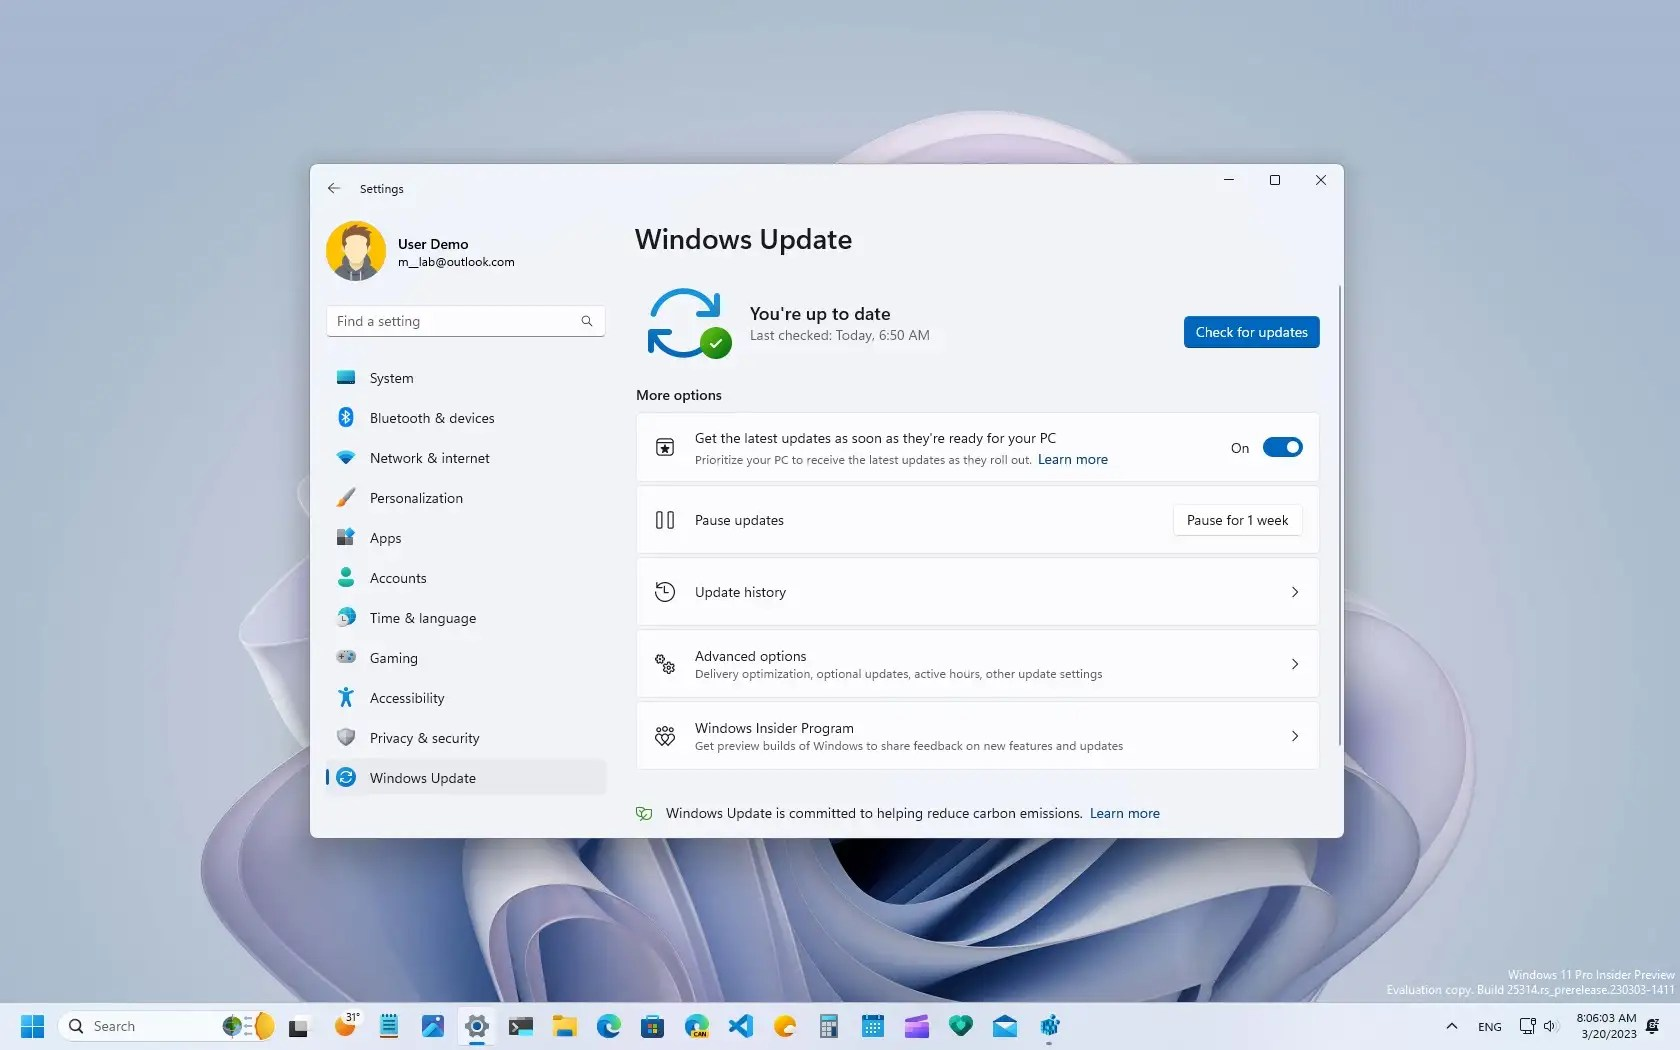 Settings
User Demo
m__lab@outlook.com
Find a setting
System
Bluetooth & devices
Network & internet
Personalization
Apps
Accounts
Time & language
Gaming
Accessibility
Privacy & security
Windows Update
Windows Update
You're up to date
Last checked: Today, 6:50 AM
Check for updates
More options
Get the latest updates as soon as they're ready for your PC
Prioritize your PC to receive the latest updates as they roll out. Learn more
On
Pause updates
Pause for 1 week
Update history
Advanced options
Delivery optimization, optional updates, active hours, other update settings
Windows Insider Program
Get preview builds of Windows to share feedback on new features and updates
Windows Update is committed to helping reduce carbon emissions. Learn more
Windows 11 Pro Insider Preview
Evaluation copy. Build 25314.rs_prerelease.230303-1411
Search
31°
CAN
ENG
8:06:03 AM
3/20/2023